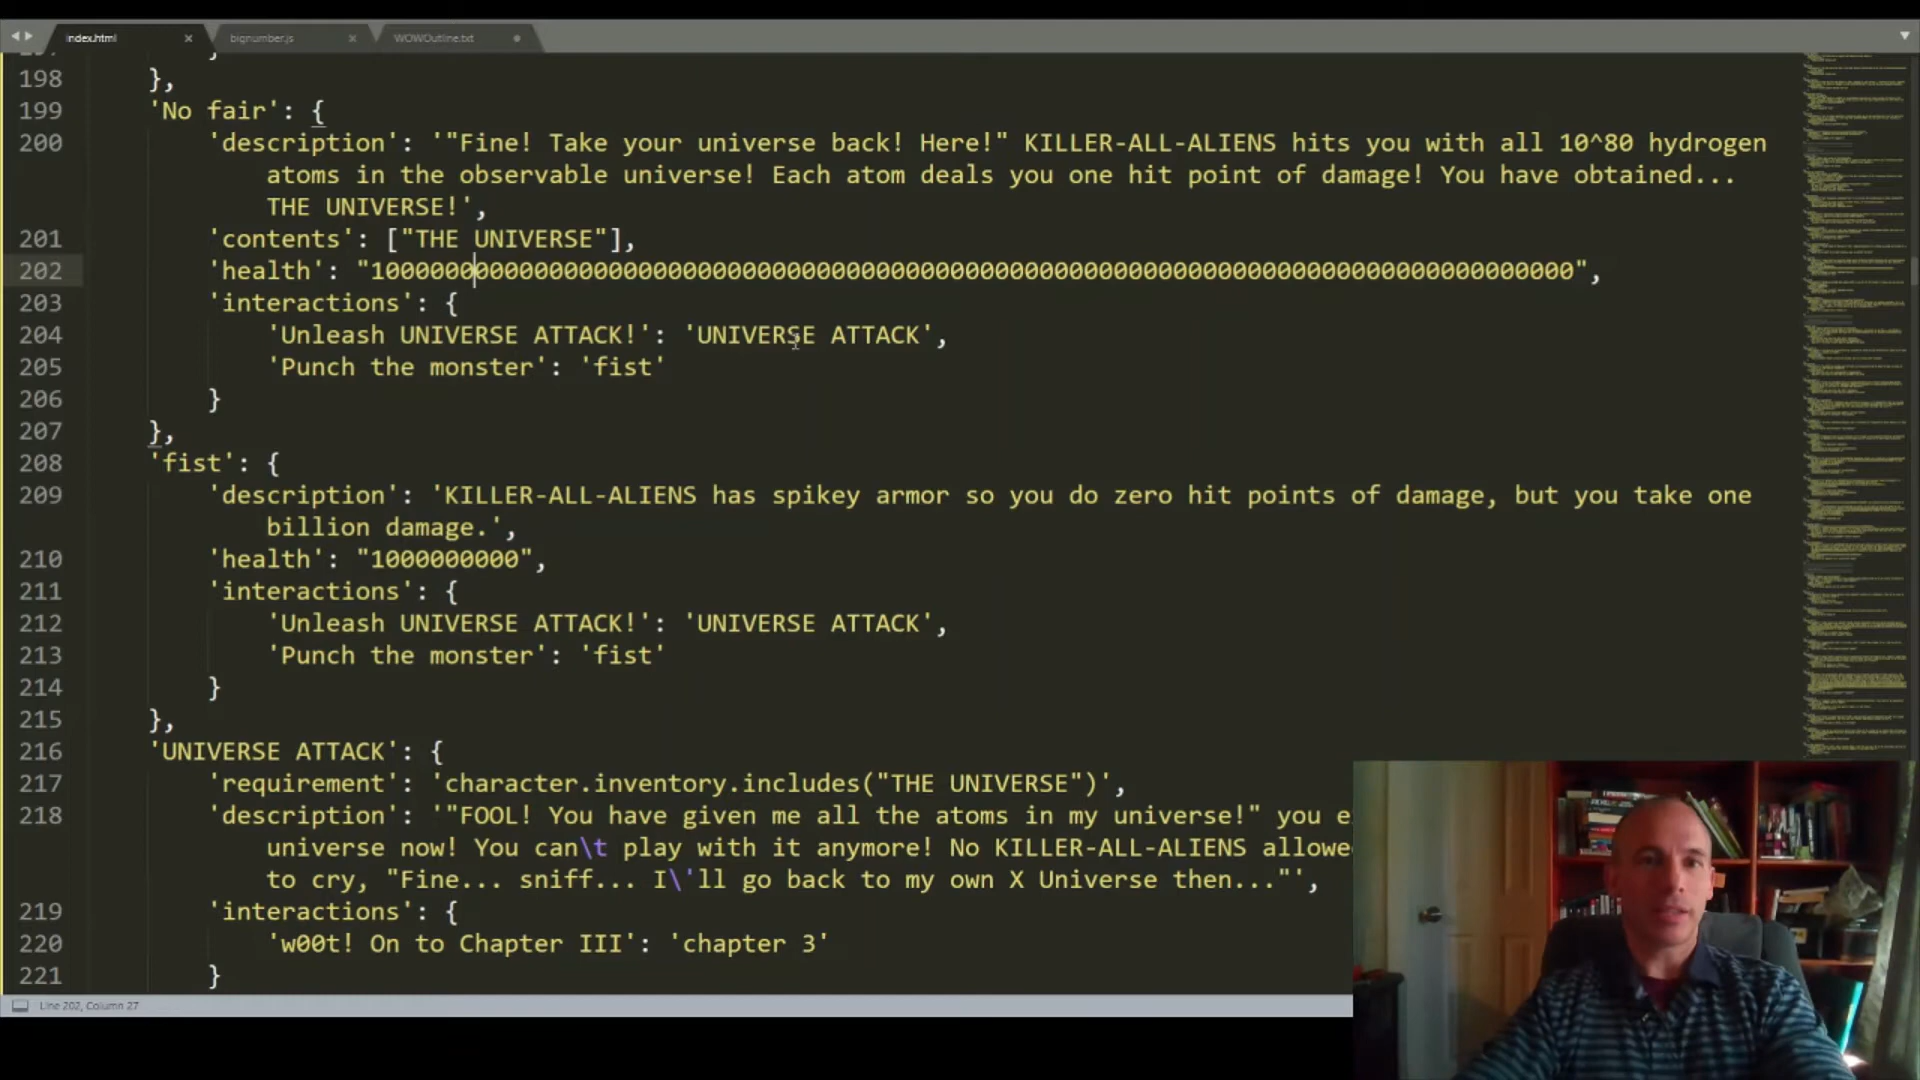 index.html
bignumber.js
WOWOutline.txt
198 },
199 'No fair': {
200 'description': '"Fine! Take your universe back! Here!" KILLER-ALL-ALIENS hits you with all 10^80 hydrogen
atoms in the observable universe! Each atom deals you one hit point of damage! You have obtained...
THE UNIVERSE!',
201 'contents': ["THE UNIVERSE"],
202 'health': "100000000000000000000000000000000000000000000000000000000000000000000000000000000",
203 'interactions': {
204 'Unleash UNIVERSE ATTACK!': 'UNIVERSE ATTACK',
205 'Punch the monster': 'fist'
206 }
207 },
208 'fist': {
209 'description': 'KILLER-ALL-ALIENS has spikey armor so you do zero hit points of damage, but you take one
billion damage.',
210 'health': "1000000000",
211 'interactions': {
212 'Unleash UNIVERSE ATTACK!': 'UNIVERSE ATTACK',
213 'Punch the monster': 'fist'
214 }
215 },
216 'UNIVERSE ATTACK': {
217 'requirement': 'character.inventory.includes("THE UNIVERSE")',
218 'description': '"FOOL! You have given me all the atoms in my universe!" you e
universe now! You can\t play with it anymore! No KILLER-ALL-ALIENS allowe
to cry, "Fine... sniff... I\'ll go back to my own X Universe then..."',
219 'interactions': {
220 'w00t! On to Chapter III': 'chapter 3'
221 }
Line 202, Column 27